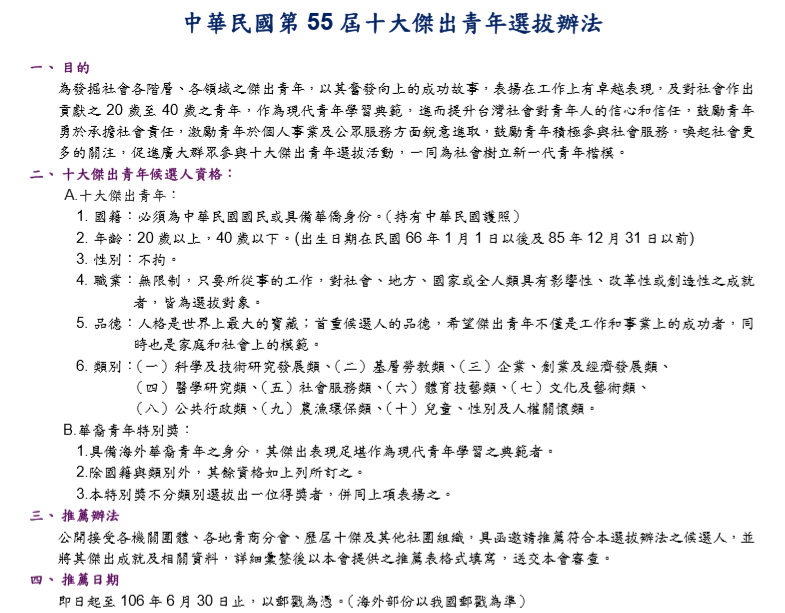 中華民國第 55 屆十大傑出青年選拔辦法
一、目的
為發掘社會各階層、各領域之傑出青年，以其奮發向上的成功故事，表揚在工作上有卓越表現，及對社會作出
貢獻之 20 歲至 40 歲之青年，作為現代青年學習典範，進而提升台灣社會對青年人的信心和信任，鼓勵青年
勇於承擔社會責任，激勵青年於個人事業及公眾服務方面銳意進取，鼓勵青年積極參與社會服務，喚起社會更
多的關注，促進廣大群眾參與十大傑出青年選拔活動，一同為社會樹立新一代青年楷模。
二、十大傑出青年候選人資格：
A.十大傑出青年：
1. 國籍：必須為中華民國國民或具備華僑身份。(持有中華民國護照)
2. 年齡：20 歲以上，40 歲以下。(出生日期在民國 66 年 1 月 1 日以後及 85 年 12 月 31 日以前)
3. 性別：不拘。
4. 職業：無限制，只要所從事的工作，對社會、地方、國家或全人類具有影響性、改革性或創造性之成就
者，皆為選拔對象。
5. 品德：人格是世界上最大的寶藏；首重候選人的品德，希望傑出青年不僅是工作和事業上的成功者，同
時也是家庭和社會上的模範。
6. 類別：(一) 科學及技術研究發展類、(二) 基層勞教類、(三) 企業、創業及經濟發展類、
(四) 醫學研究類、(五) 社會服務類、(六) 體育技藝類、(七) 文化及藝術類、
(八) 公共行政類、(九) 農漁環保類、(十) 兒童、性別及人權關懷類。
B.華裔青年特別獎：
1.具備海外華裔青年之身分，其傑出表現足堪作為現代青年學習之典範者。
2.除國籍與類別外，其餘資格如上列所訂之。
3.本特別獎不分類別選拔出一位得獎者，併同上項表揚之。
三、推薦辦法
公開接受各機關團體、各地青商分會、歷屆十傑及其他社團組織，具函邀請推薦符合本選拔辦法之候選人，並
將其傑出成就及相關資料，詳細彙整後以本會提供之推薦表格式填寫，送交本會審查。
四、推薦日期
即日起至 106 年 6 月 30 日止，以郵戳為憑。(海外部份以我國郵戳為準)